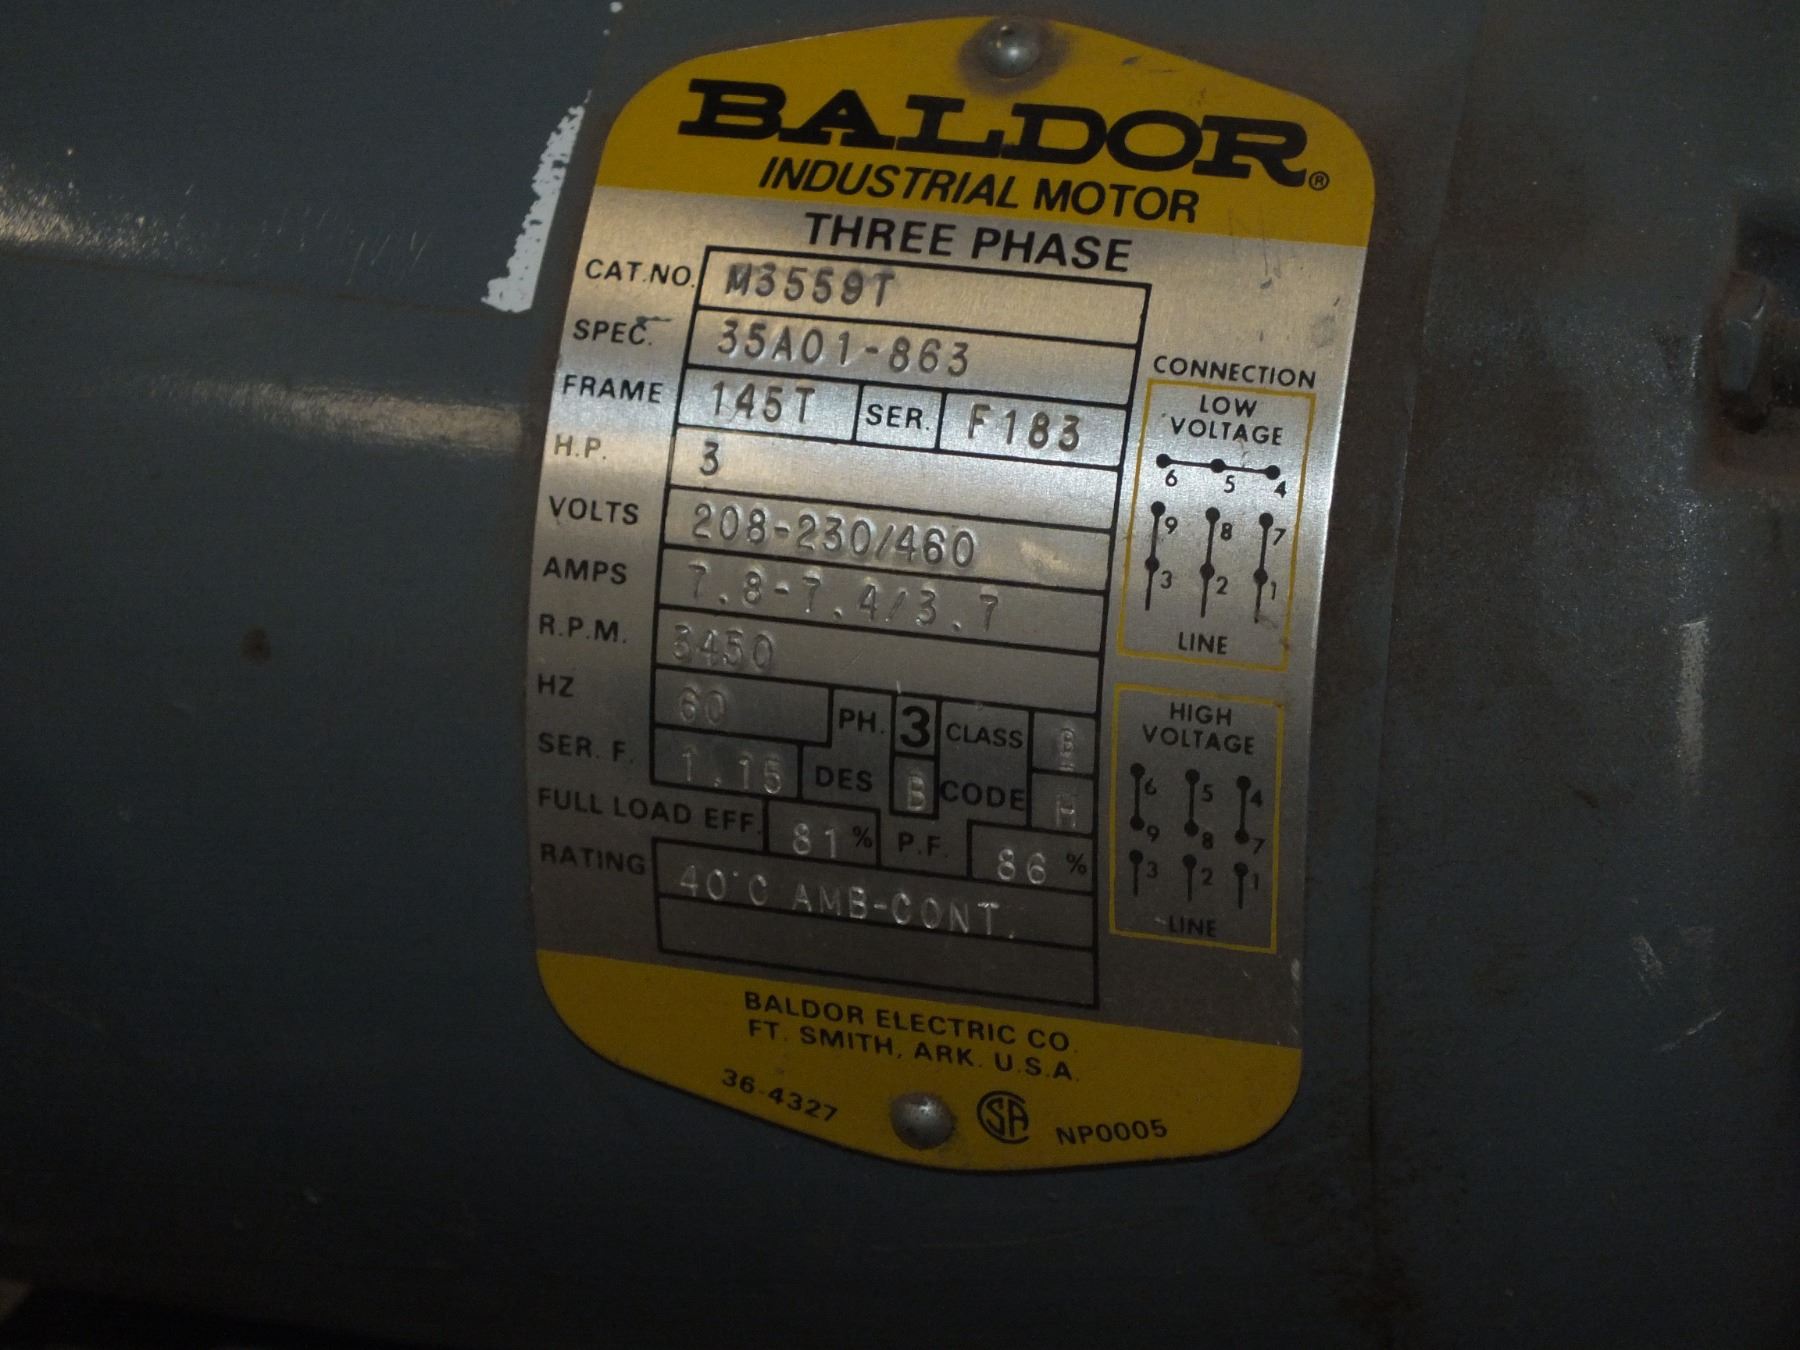 BALDOR®
INDUSTRIAL MOTOR
THREE PHASE
CAT.NO. M3559T
SPEC. 35A01-863
FRAME 145T SER. F183
H.P. 3
VOLTS 208-230/460
AMPS 7.8-7.4/3.7
R.P.M. 3450
HZ 60 PH. 3 CLASS B
SER. F. 1.15 DES B CODE H
FULL LOAD EFF. 81 % P.F. 86 %
RATING 40°C AMB-CONT.
CONNECTION
LOW
VOLTAGE
6 5 4
9 8 7
3 2 1
LINE
HIGH
VOLTAGE
6 5 4
9 8 7
3 2 1
LINE
BALDOR ELECTRIC CO.
FT. SMITH, ARK. U.S.A.
36-4327 SA NP0005